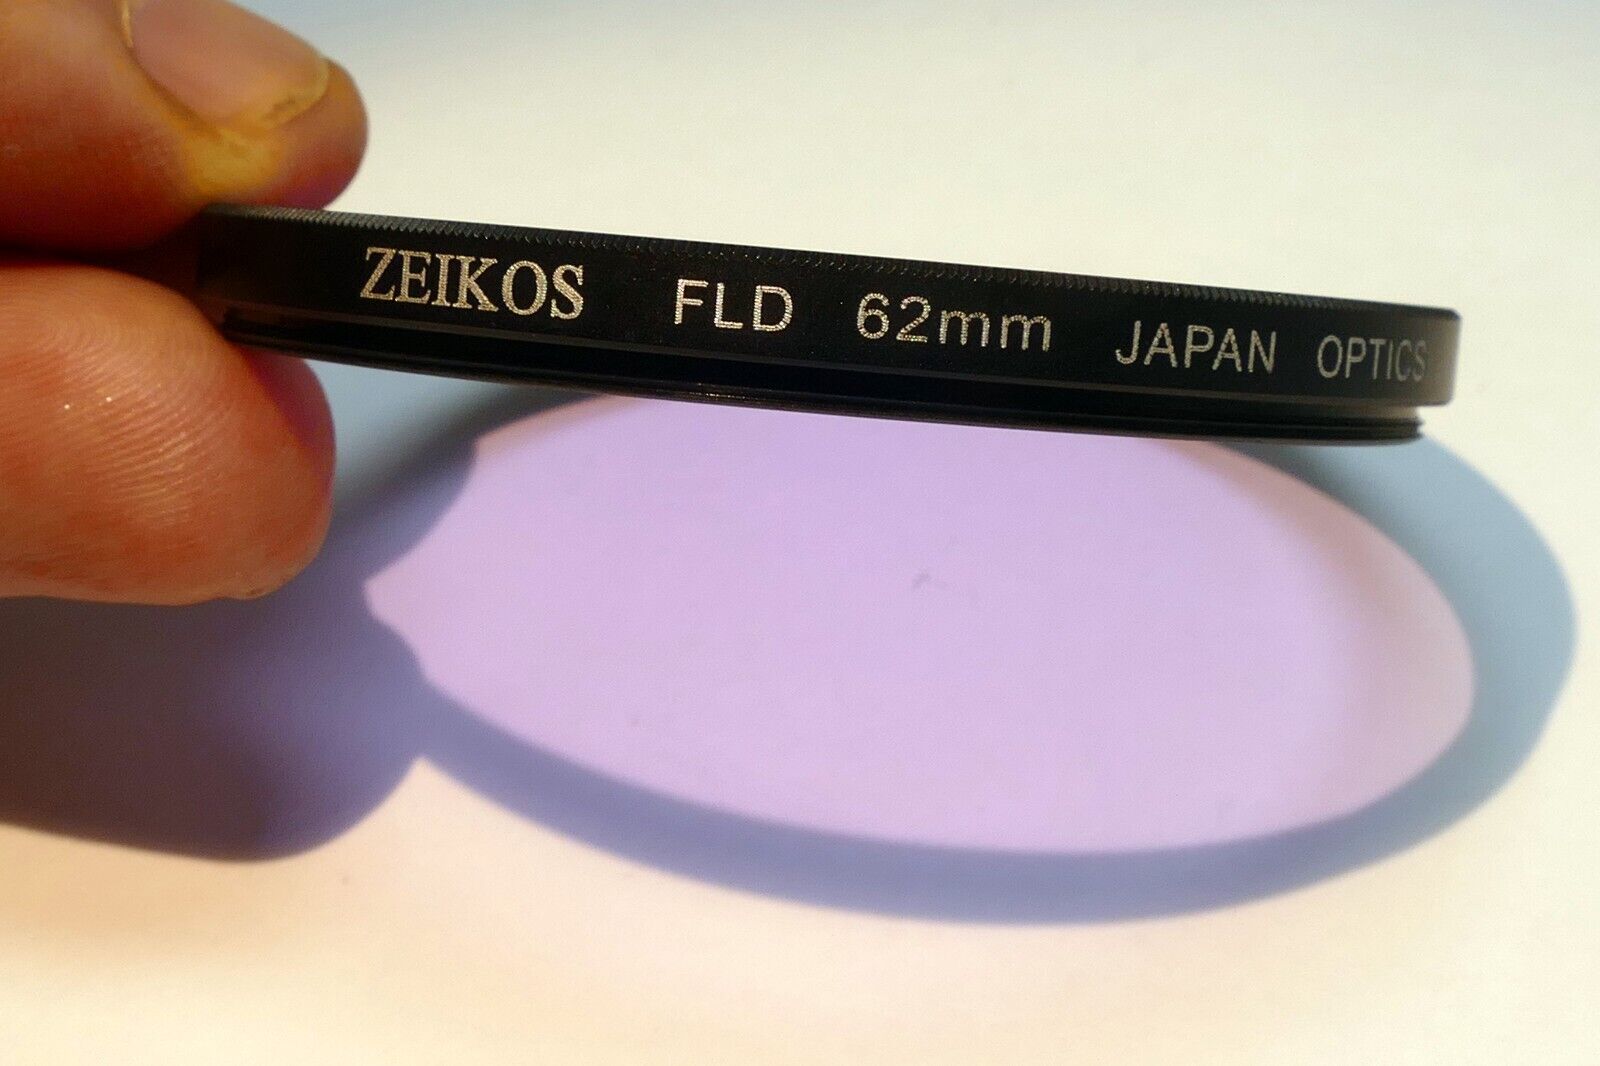 ZEIKOS FLD 62mm JAPAN OPTICS